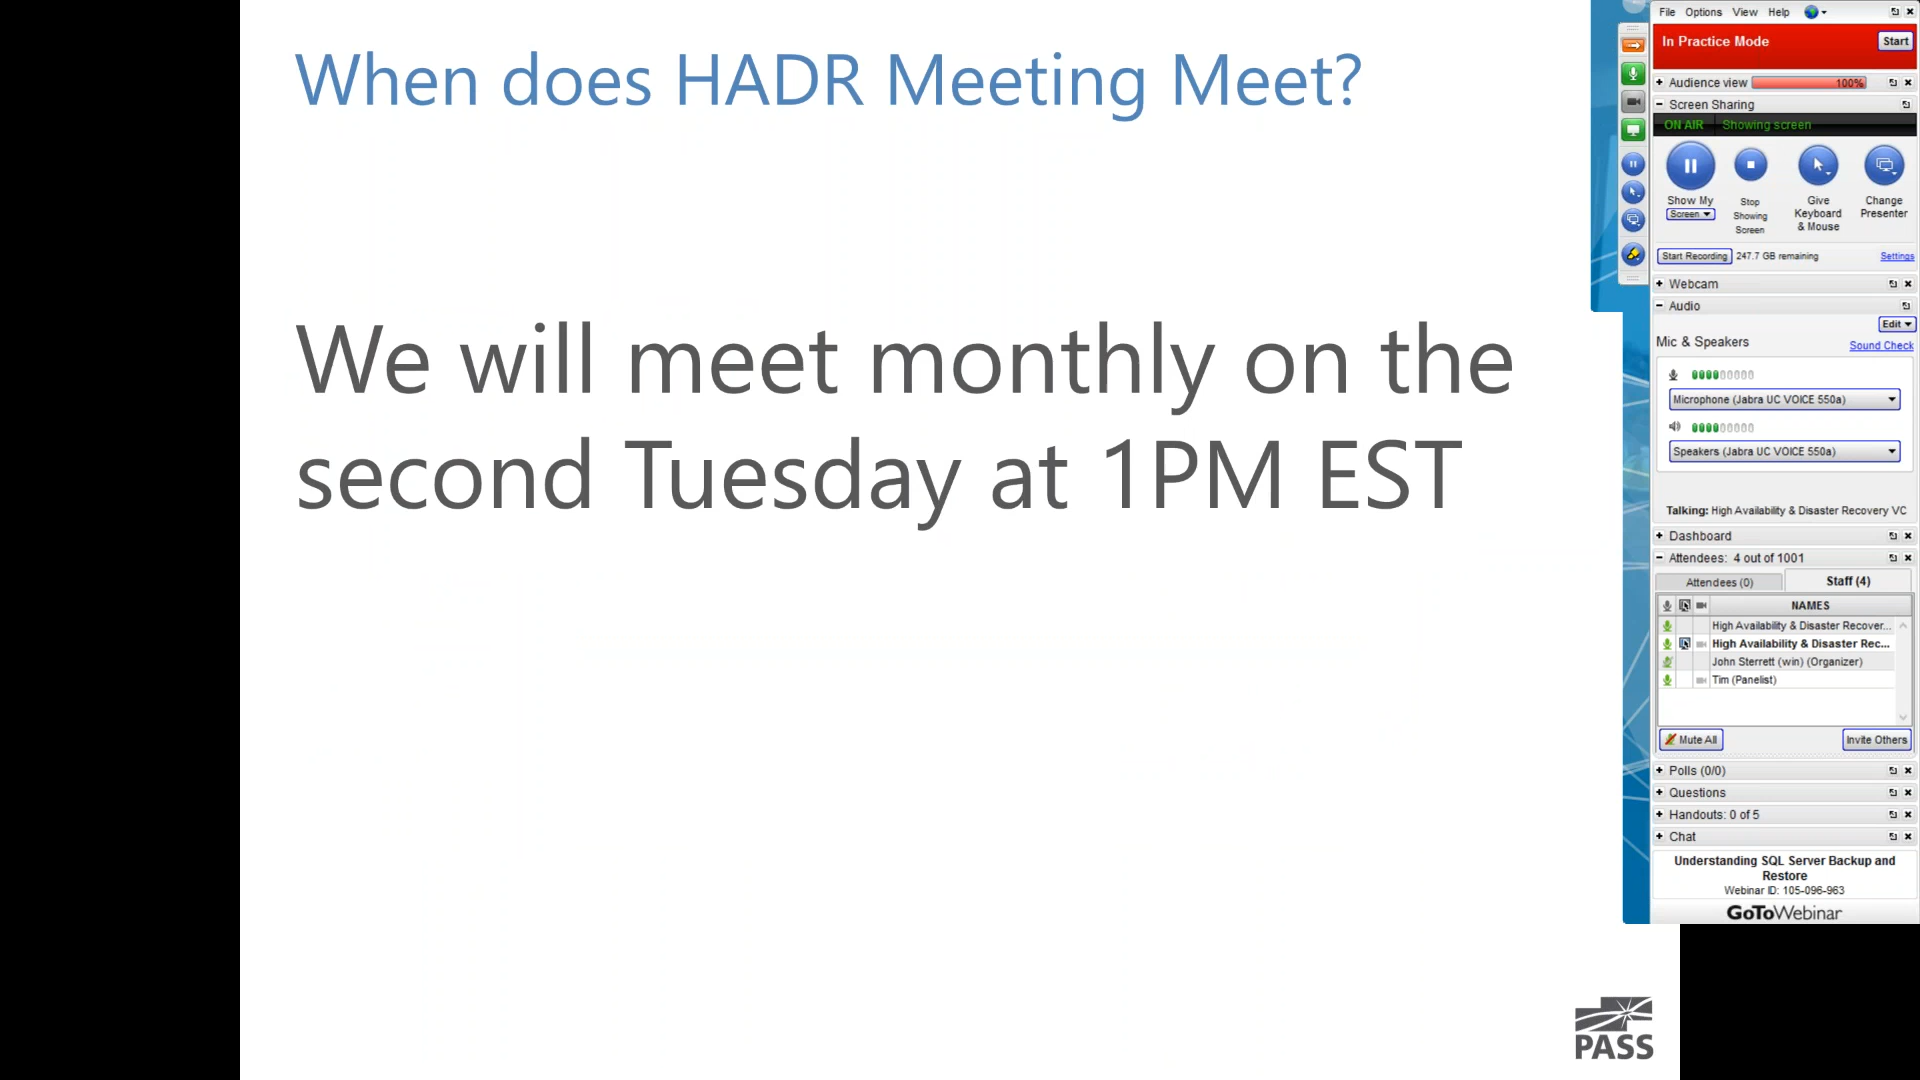 When does HADR Meeting Meet?
We will meet monthly on the
second Tuesday at 1PM EST
PASS
File Options View Help
In Practice Mode
Start
Audience view 100%
Screen Sharing
ON AIR Showing screen
Show My
Screen
Stop
Showing
Screen
Give
Keyboard
& Mouse
Change
Presenter
Start Recording 247.7 GB remaining Settings
Webcam
Audio
Edit
Mic & Speakers Sound Check
Microphone (Jabra UC VOICE 550a)
Speakers (Jabra UC VOICE 550a)
Talking: High Availability & Disaster Recovery VC
Dashboard
Attendees: 4 out of 1001
Attendees (0) Staff (4)
NAMES
High Availability & Disaster Recover...
High Availability & Disaster Rec...
John Sterrett (win) (Organizer)
Tim (Panelist)
Mute All Invite Others
Polls (0/0)
Questions
Handouts: 0 of 5
Chat
Understanding SQL Server Backup and
Restore
Webinar ID: 105-096-963
GoToWebinar